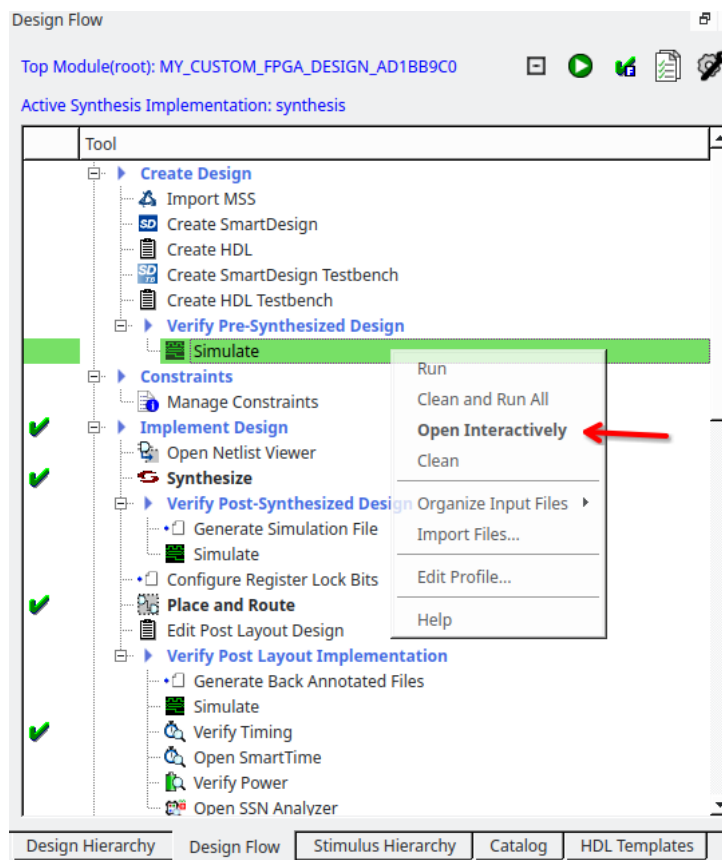 Design Flow
Top Module(root): MY_CUSTOM_FPGA_DESIGN_AD1BB9C0
Active Synthesis Implementation: synthesis
Tool
Create Design
Import MSS
SD Create SmartDesign
Create HDL
SD TB Create SmartDesign Testbench
Create HDL Testbench
Verify Pre-Synthesized Design
Simulate
Run
Constraints
Clean and Run All
Manage Constraints
Implement Design
Open Interactively
Open Netlist Viewer
Clean
Synthesize
Verify Post-Synthesized Design
Organize Input Files
Generate Simulation File
Import Files...
Simulate
Configure Register Lock Bits
Edit Profile...
Place and Route
Help
Edit Post Layout Design
Verify Post Layout Implementation
Generate Back Annotated Files
Simulate
Verify Timing
Open SmartTime
Verify Power
Open SSN Analyzer
Design Hierarchy Design Flow Stimulus Hierarchy Catalog HDL Templates